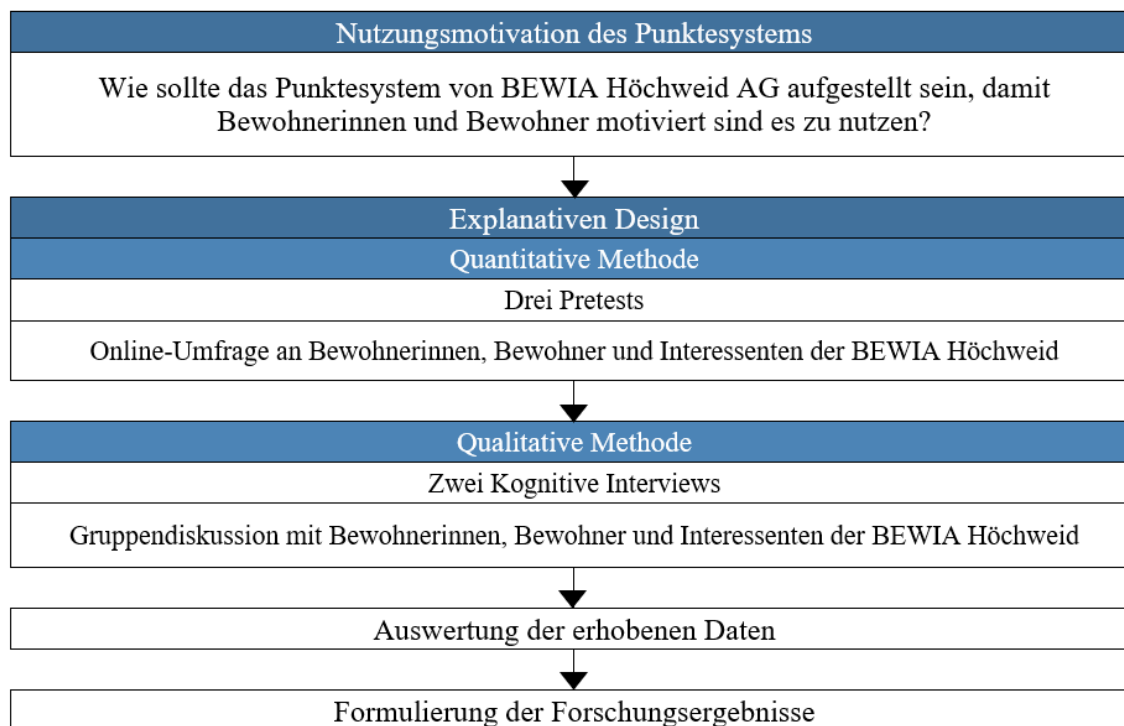 Nutzungsmotivation des Punktesystems
Wie sollte das Punktesystem von BEWIA Höchweid AG aufgestellt sein, damit
Bewohnerinnen und Bewohner motiviert sind es zu nutzen?
Explanativen Design
Quantitative Methode
Drei Pretests
Online-Umfrage an Bewohnerinnen, Bewohner und Interessenten der BEWIA Höchweid
Qualitative Methode
Zwei Kognitive Interviews
Gruppendiskussion mit Bewohnerinnen, Bewohner und Interessenten der BEWIA Höchweid
Auswertung der erhobenen Daten
Formulierung der Forschungsergebnisse